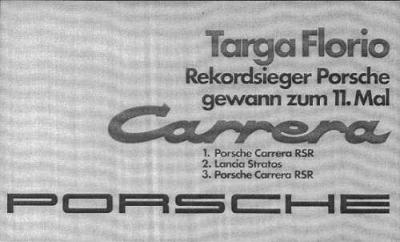 Targa Florio
Rekordsieger Porsche
gewann zum 11. Mal
Carrera
1. Porsche Carrera RSR
2. Lancia Stratos
3. Porsche Carrera RSR
PORSCHE